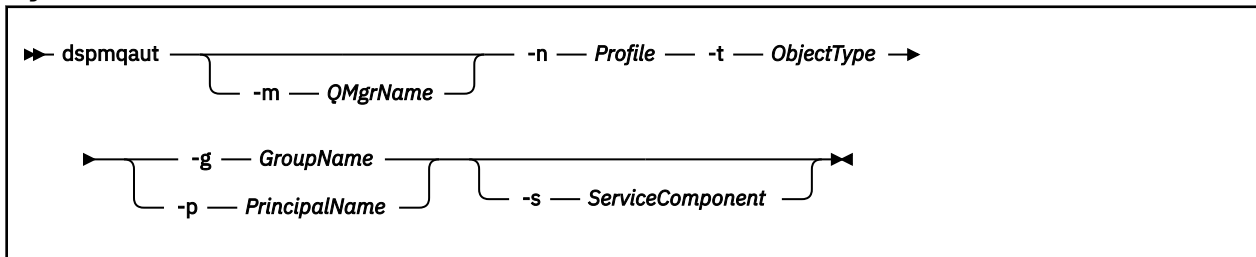 dspmqaut -n Profile -t ObjectType
-m QMgrName
-g GroupName
-p PrincipalName
-s ServiceComponent